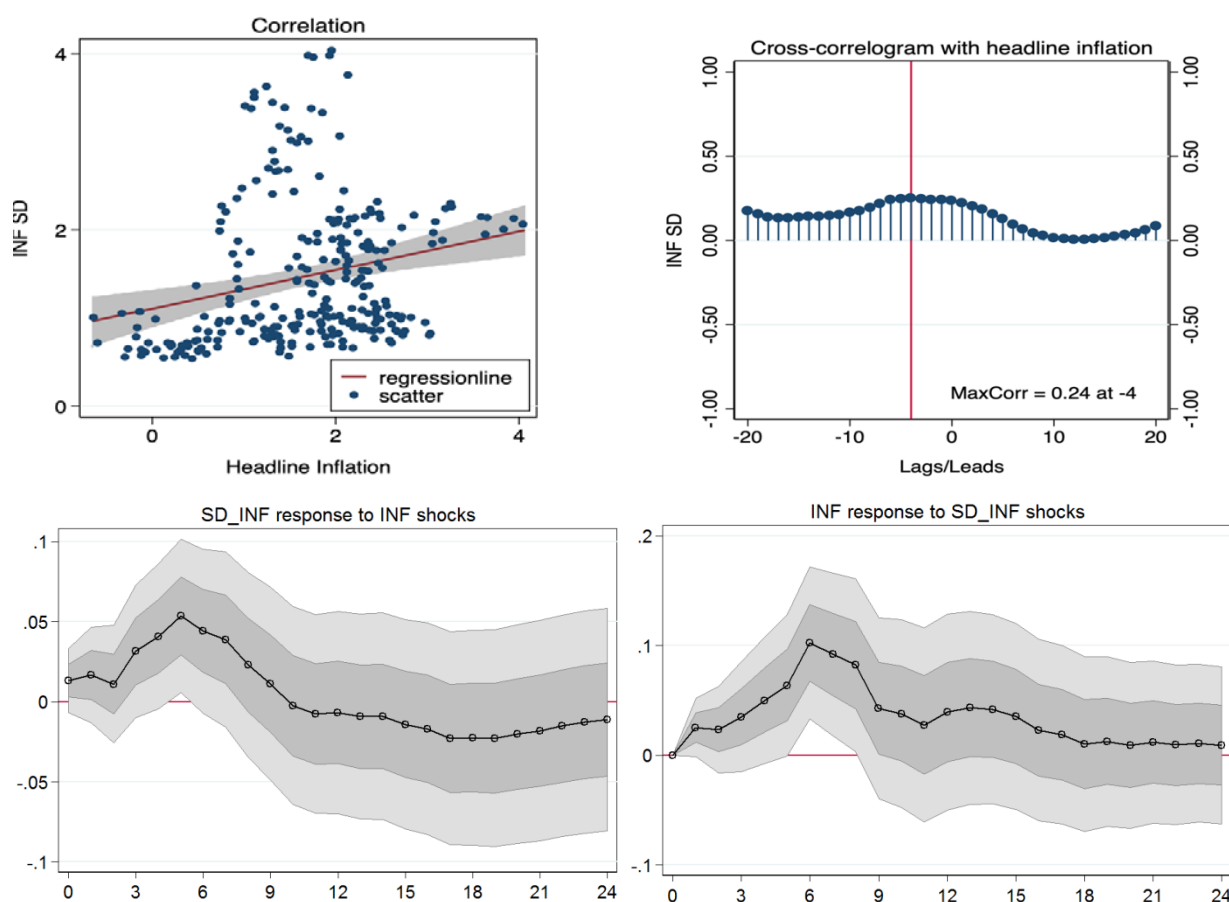 Correlation
INF SD
4
2
0
0 2 4
Headline Inflation
regressionline
scatter
Cross-correlogram with headline inflation
INF SD
1.00
0.50
0.00
-0.50
-1.00
1.00
0.50
0.00
-0.50
-1.00
MaxCorr = 0.24 at -4
-20 -10 0 10 20
Lags/Leads
SD_INF response to INF shocks
.1
.05
0
-.05
-.1
0 3 6 9 12 15 18 21 24
INF response to SD_INF shocks
.2
.1
0
-.1
0 3 6 9 12 15 18 21 24